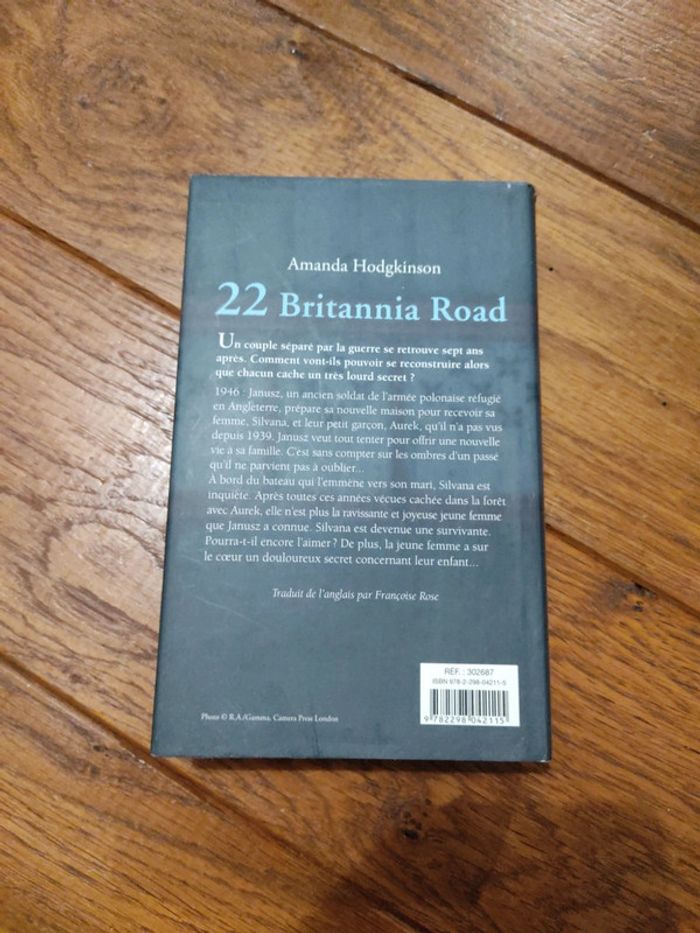 Amanda Hodgkinson
22 Britannia Road
Un couple séparé par la guerre se retrouve sept ans
après. Comment vont-ils pouvoir se reconstruire alors
que chacun cache un très lourd secret ?
1946 : Janusz, un ancien soldat de l'armée polonaise réfugié
en Angleterre, prépare sa nouvelle maison pour recevoir sa
femme, Silvana, et leur petit garçon, Aurek, qu'il n'a pas vus
depuis 1939. Janusz veut tout tenter pour offrir une nouvelle
vie à sa famille. C'est sans compter sur les ombres d'un passé
qu'il ne parvient pas à oublier...
À bord du bateau qui l'emmène vers son mari, Silvana est
inquiète. Après toutes ces années vécues cachée dans la forêt
avec Aurek, elle n'est plus la ravissante et joyeuse jeune femme
que Janusz a connue. Silvana est devenue une survivante.
Pourra-t-il encore l'aimer ? De plus, la jeune femme a sur
le cœur un douloureux secret concernant leur enfant...
Traduit de l'anglais par Françoise Rose
RÉF. : 302687
ISBN 978-2-298-04211-5
9 782298 042115
Photo © R.A./Gamma, Camera Press London